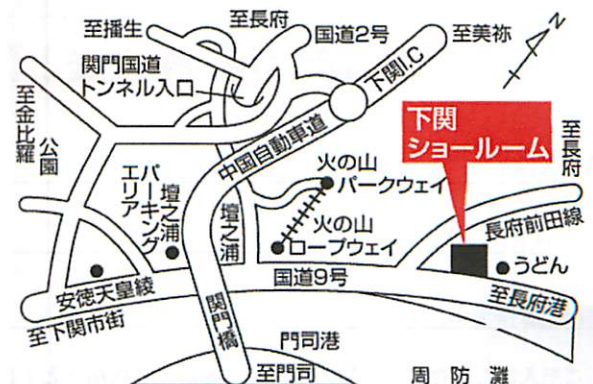 至播生
至長府
国道2号
至美祢
N
関門国道
トンネル入口
下関I.C
至金比羅
公園
中国自動車道
下関
ショールーム
至長府
壇之浦
パーキング
エリア
壇之浦
火の山
パークウェイ
火の山
ロープウェイ
長府前田線
うどん
安徳天皇綾
国道9号
至長府港
至下関市街
関門橋
門司港
至門司
周防灘